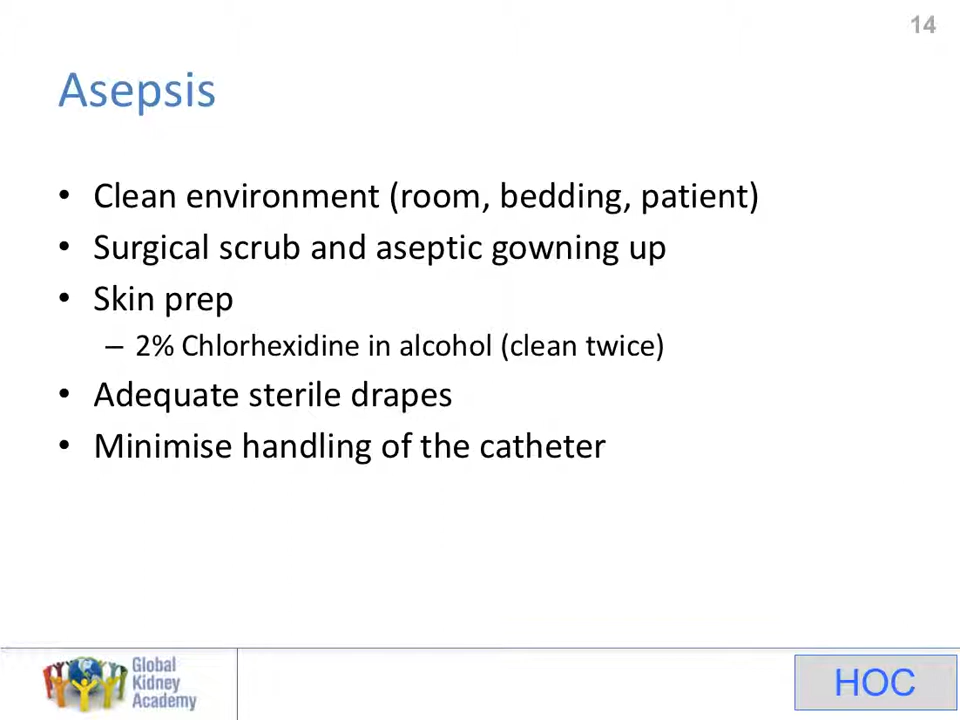 14
Asepsis
• Clean environment (room, bedding, patient)
• Surgical scrub and aseptic gowning up
• Skin prep
– 2% Chlorhexidine in alcohol (clean twice)
• Adequate sterile drapes
• Minimise handling of the catheter
Global
Kidney
Academy
HOC